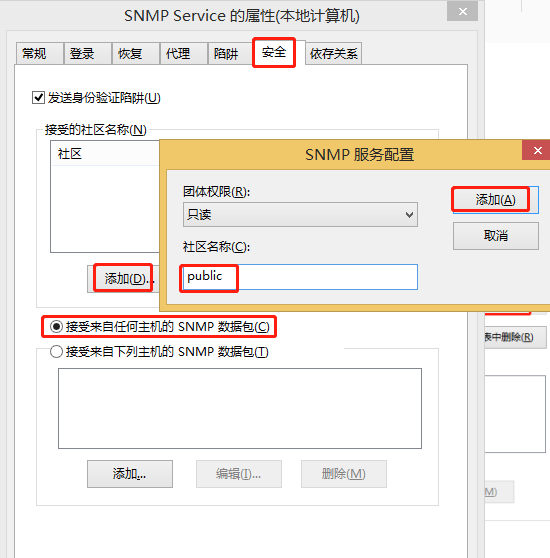 SNMP Service 的属性(本地计算机)
常规 登录 恢复 代理 陷阱 安全 依存关系
发送身份验证陷阱(U)
接受的社区名称(N)
社区
添加(D)...
SNMP 服务配置
团体权限(R):
只读
添加(A)
取消
社区名称(C):
public
接受来自任何主机的 SNMP 数据包(C)
接受来自下列主机的 SNMP 数据包(T)
添加...
编辑(I)...
删除(M)
表中删除(R)
(M)